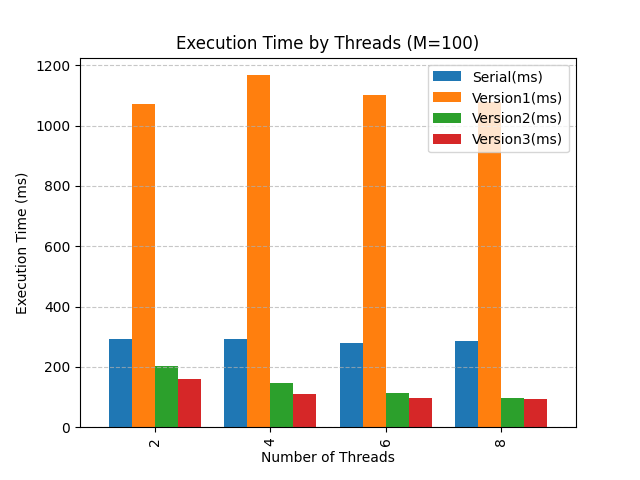 Execution Time by Threads (M=100)
Serial(ms)
Version1(ms)
Version2(ms)
Version3(ms)
Execution Time (ms)
1200
1000
800
600
400
200
0
2
4
6
8
Number of Threads